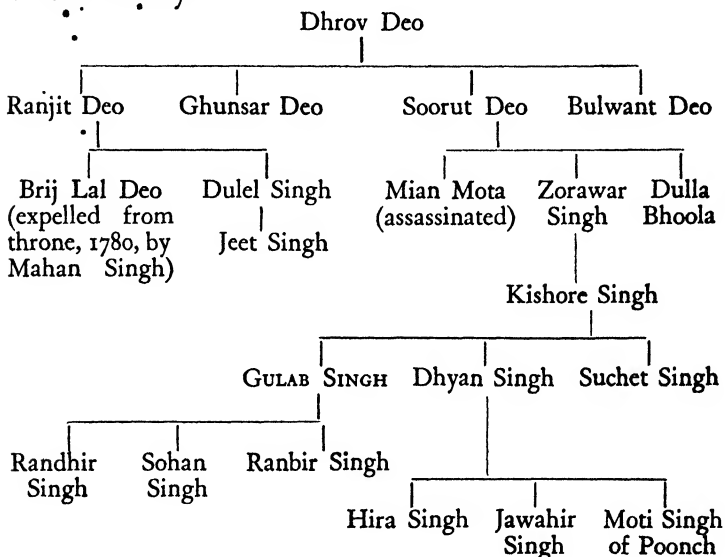 Dhrov Deo
Ranjit Deo Ghunsar Deo Soorut Deo Bulwant Deo
Brij Lal Deo Dulel Singh Mian Mota Zorawar Dulla
(expelled from (assassinated) Singh Bhoola
throne, 1780, by Jeet Singh
Mahan Singh)
Kishore Singh
GULAB SINGH Dhyan Singh Suchet Singh
Randhir Sohan Ranbir Singh
Singh Singh
Hira Singh Jawahir Moti Singh
Singh of Poonch